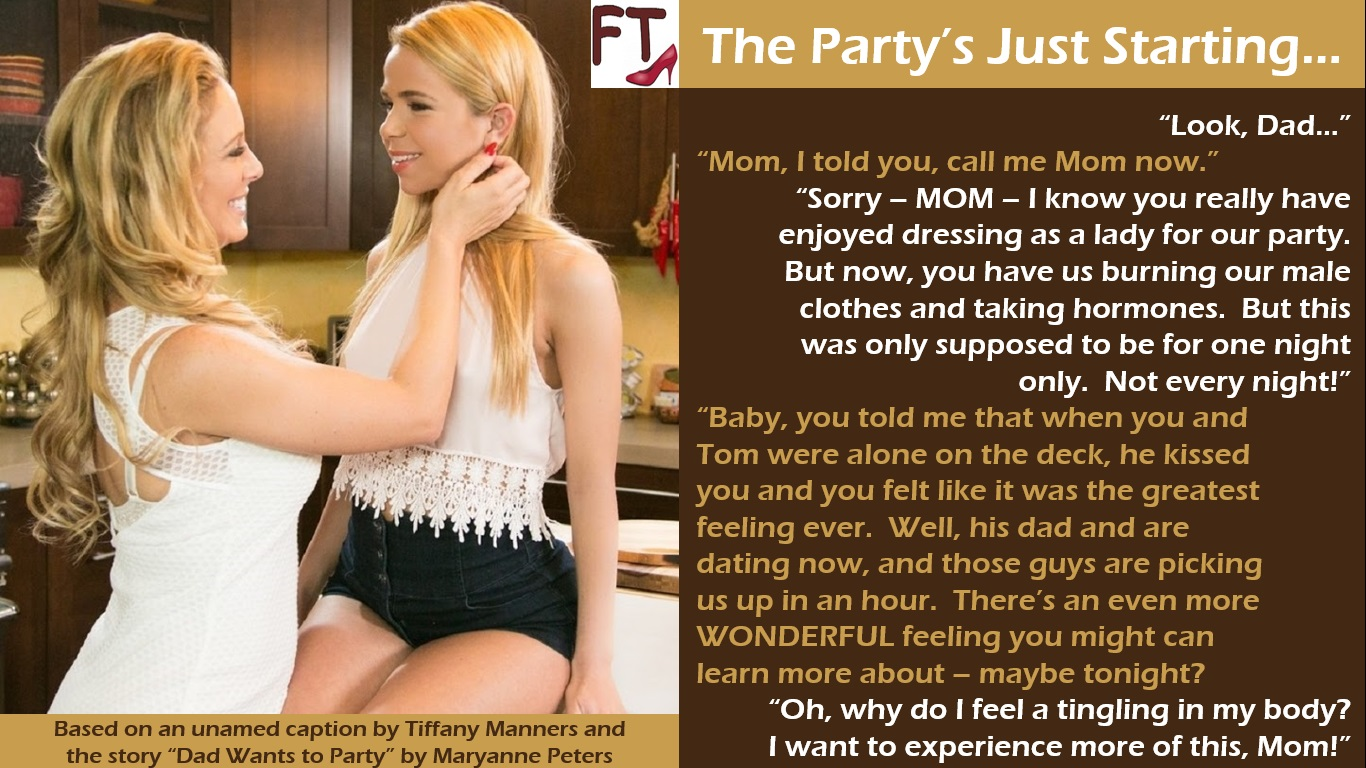 FT
The Party's Just Starting...
"Look, Dad..."
"Mom, I told you, call me Mom now."
"Sorry – MOM – I know you really have
enjoyed dressing as a lady for our party.
But now, you have us burning our male
clothes and taking hormones.  But this
was only supposed to be for one night
only.  Not every night!"
"Baby, you told me that when you and
Tom were alone on the deck, he kissed
you and you felt like it was the greatest
feeling ever.  Well, his dad and are
dating now, and those guys are picking
us up in an hour.  There's an even more
WONDERFUL feeling you might can
learn more about – maybe tonight?
"Oh, why do I feel a tingling in my body?
I want to experience more of this, Mom!"
Based on an unamed caption by Tiffany Manners and
the story "Dad Wants to Party" by Maryanne Peters